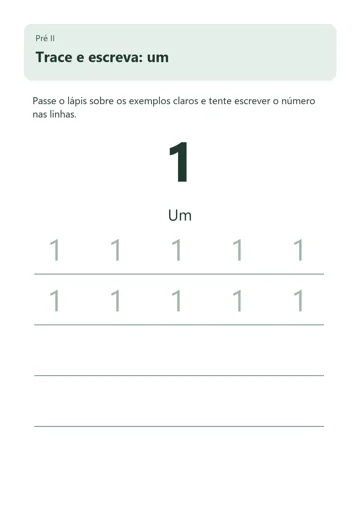 Pré II
Trace e escreva: um
Passe o lápis sobre os exemplos claros e tente escrever o número
nas linhas.
1
Um
1 1 1 1 1
1 1 1 1 1